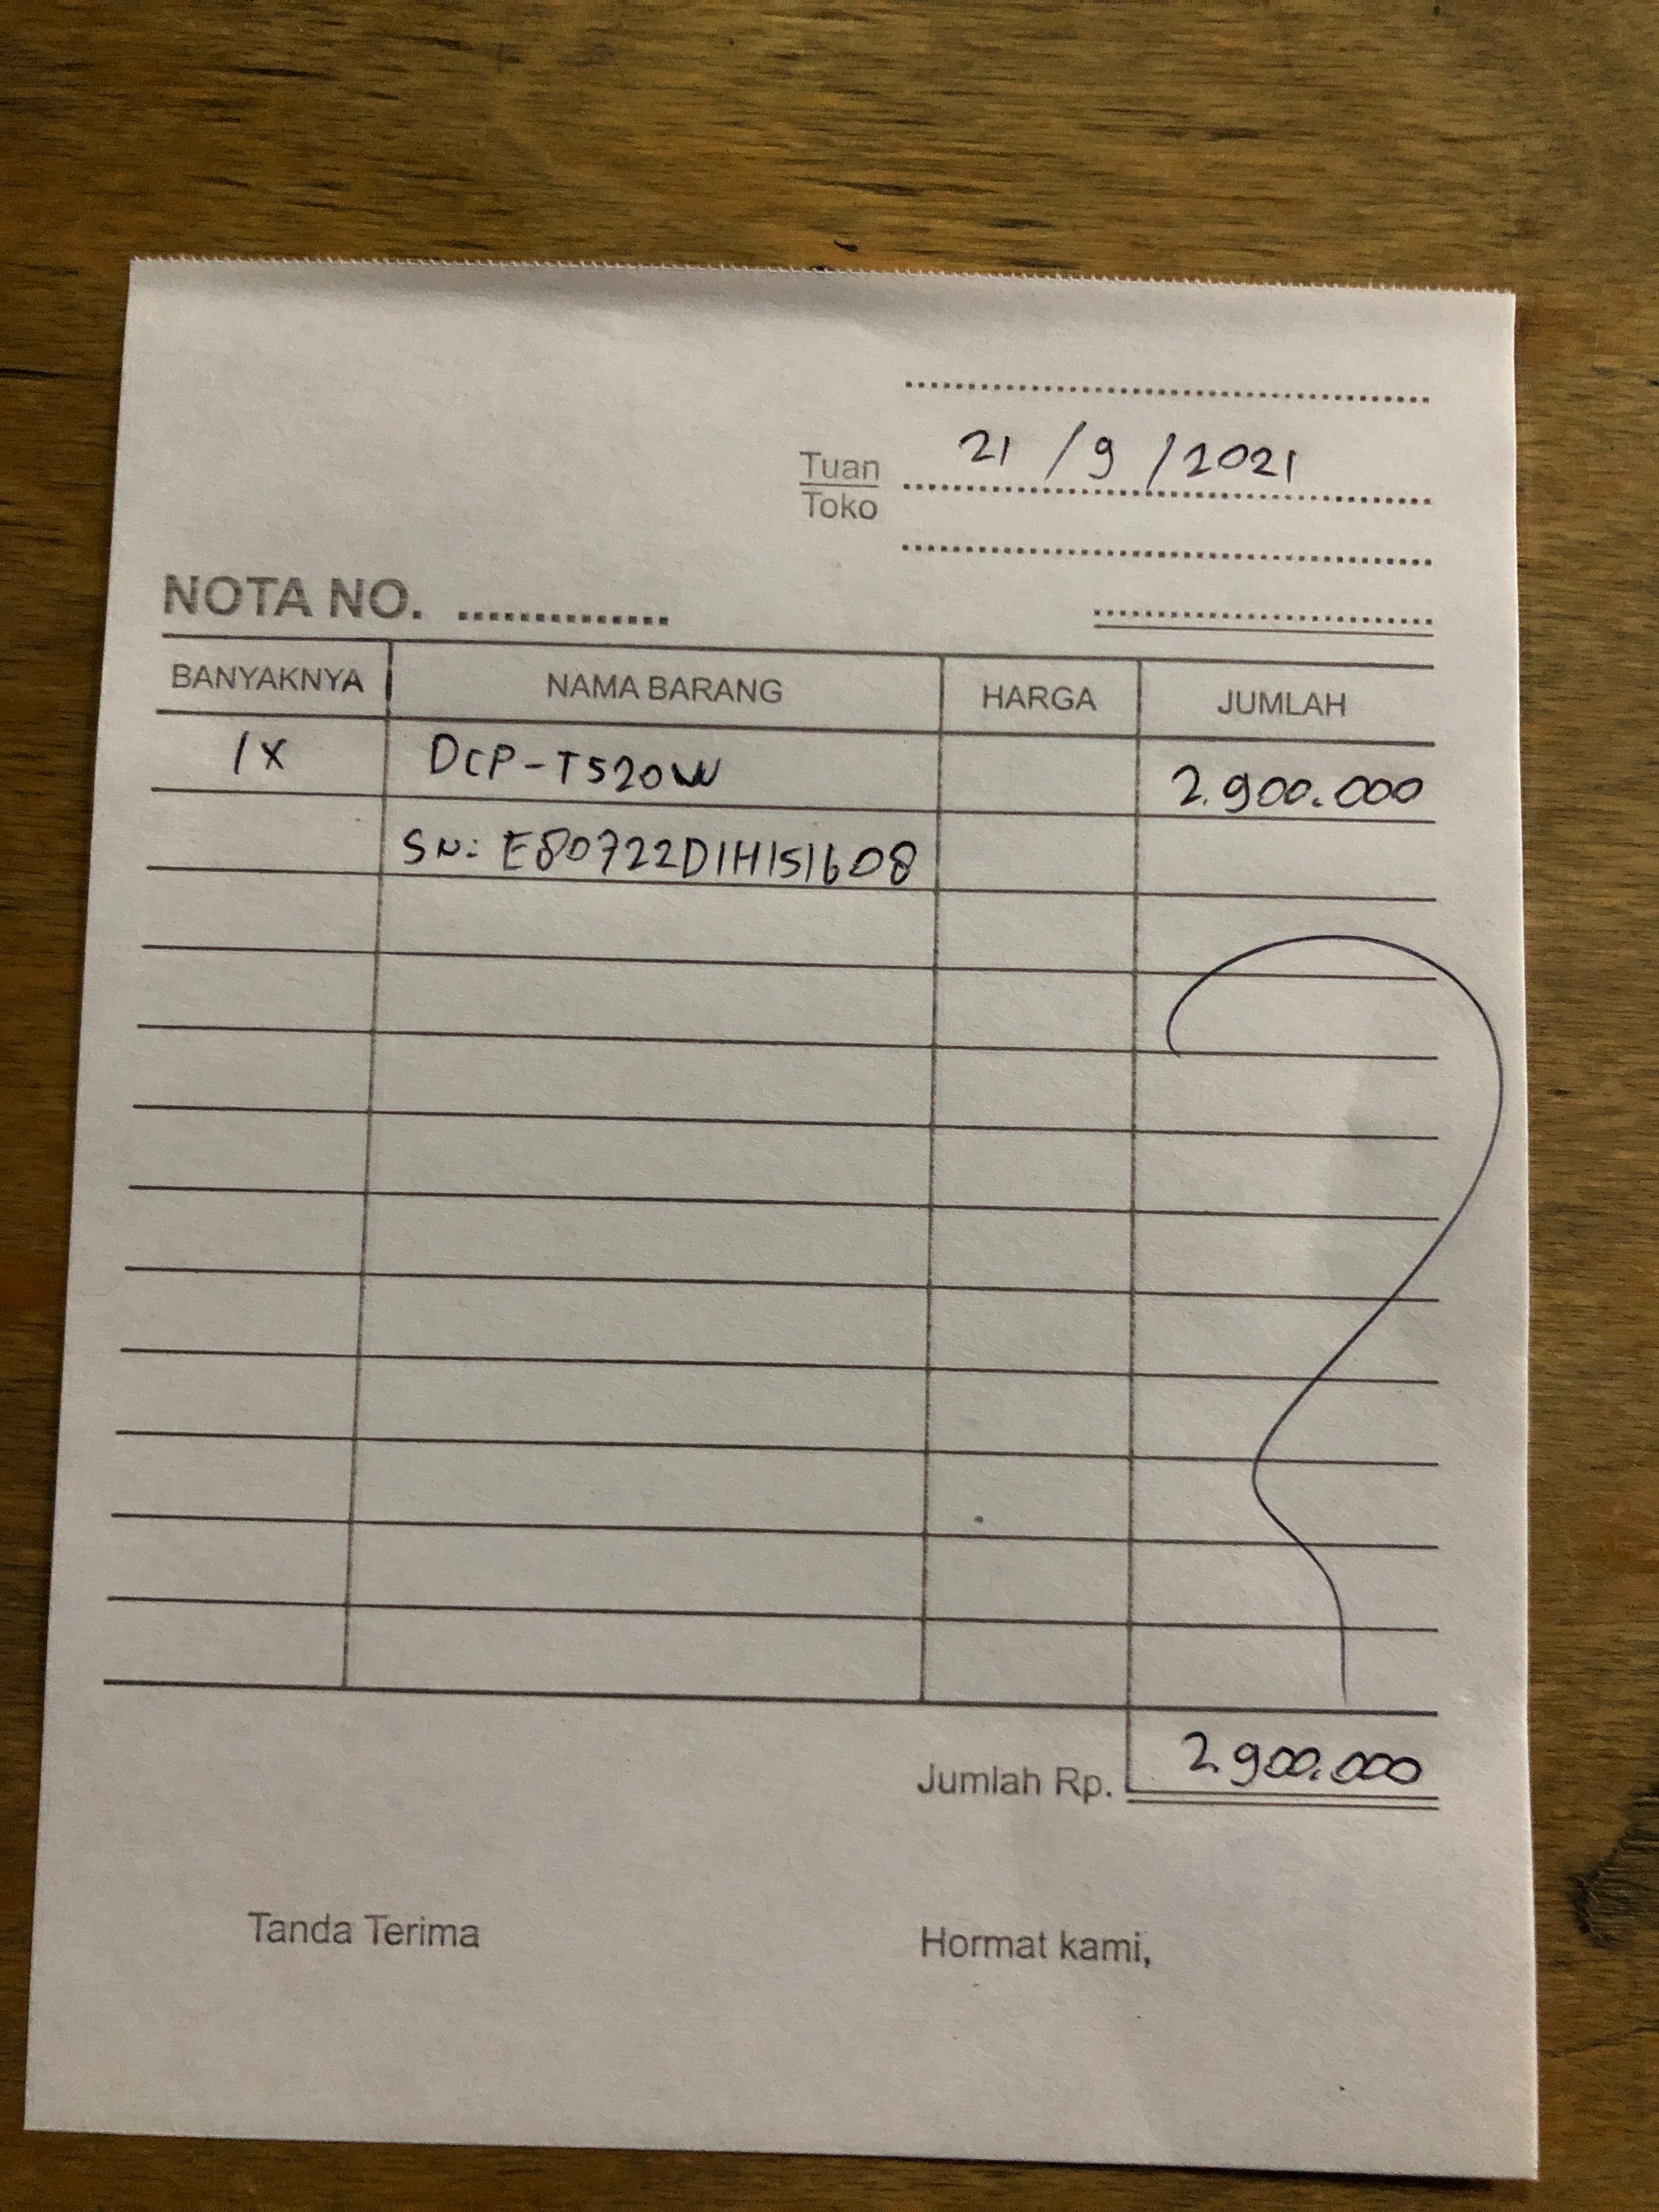 21/9/2021
Tuan
Toko
NOTA NO.
BANYAKNYA NAMA BARANG HARGA JUMLAH
1X DCP-T520W 2.900.000
SN: E80722D1H151608
Jumlah Rp. 2.900.000
Tanda Terima Hormat kami,